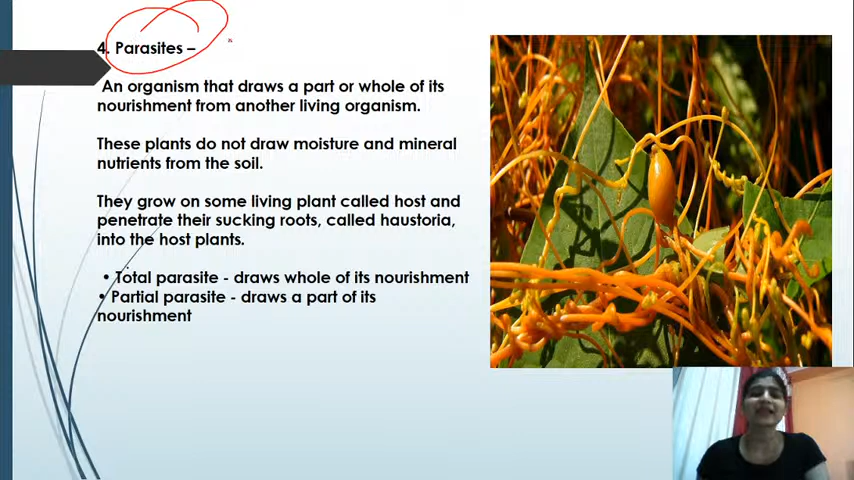 4. Parasites –
An organism that draws a part or whole of its
nourishment from another living organism.
These plants do not draw moisture and mineral
nutrients from the soil.
They grow on some living plant called host and
penetrate their sucking roots, called haustoria,
into the host plants.
• Total parasite - draws whole of its nourishment
• Partial parasite - draws a part of its
nourishment